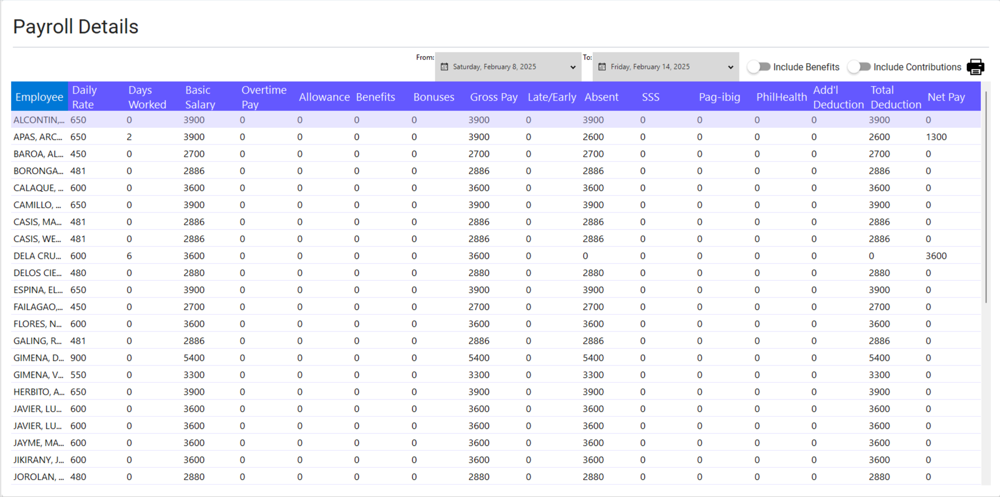 Payroll Details
From: Saturday, February 8, 2025 To: Friday, February 14, 2025 Include Benefits Include Contributions
Employee Daily Rate Days Worked Basic Salary Overtime Pay Allowance Benefits Bonuses Gross Pay Late/Early Absent SSS Pag-ibig PhilHealth Add'l Deduction Total Deduction Net Pay
ALCONTIN,... 650 0 3900 0 0 0 0 3900 0 3900 0 0 0 0 3900 0
APAS, ARC... 650 2 3900 0 0 0 0 3900 0 2600 0 0 0 0 2600 1300
BAROA, AL... 450 0 2700 0 0 0 0 2700 0 2700 0 0 0 0 2700 0
BORONGA... 481 0 2886 0 0 0 0 2886 0 2886 0 0 0 0 2886 0
CALAQUE, ... 600 0 3600 0 0 0 0 3600 0 3600 0 0 0 0 3600 0
CAMILLO, ... 650 0 3900 0 0 0 0 3900 0 3900 0 0 0 0 3900 0
CASIS, MA... 481 0 2886 0 0 0 0 2886 0 2886 0 0 0 0 2886 0
CASIS, WE... 481 0 2886 0 0 0 0 2886 0 2886 0 0 0 0 2886 0
DELA CRU... 600 6 3600 0 0 0 0 3600 0 0 0 0 0 0 0 3600
DELOS CIE... 480 0 2880 0 0 0 0 2880 0 2880 0 0 0 0 2880 0
ESPINA, EL... 650 0 3900 0 0 0 0 3900 0 3900 0 0 0 0 3900 0
FAILAGAO,... 450 0 2700 0 0 0 0 2700 0 2700 0 0 0 0 2700 0
FLORES, N... 600 0 3600 0 0 0 0 3600 0 3600 0 0 0 0 3600 0
GALING, R... 481 0 2886 0 0 0 0 2886 0 2886 0 0 0 0 2886 0
GIMENA, D... 900 0 5400 0 0 0 0 5400 0 5400 0 0 0 0 5400 0
GIMENA, V... 550 0 3300 0 0 0 0 3300 0 3300 0 0 0 0 3300 0
HERBITO, A... 650 0 3900 0 0 0 0 3900 0 3900 0 0 0 0 3900 0
JAVIER, LU... 600 0 3600 0 0 0 0 3600 0 3600 0 0 0 0 3600 0
JAVIER, LU... 600 0 3600 0 0 0 0 3600 0 3600 0 0 0 0 3600 0
JAYME, MA... 600 0 3600 0 0 0 0 3600 0 3600 0 0 0 0 3600 0
JIKIRANY, J... 600 0 3600 0 0 0 0 3600 0 3600 0 0 0 0 3600 0
JOROLAN, ... 480 0 2880 0 0 0 0 2880 0 2880 0 0 0 0 2880 0